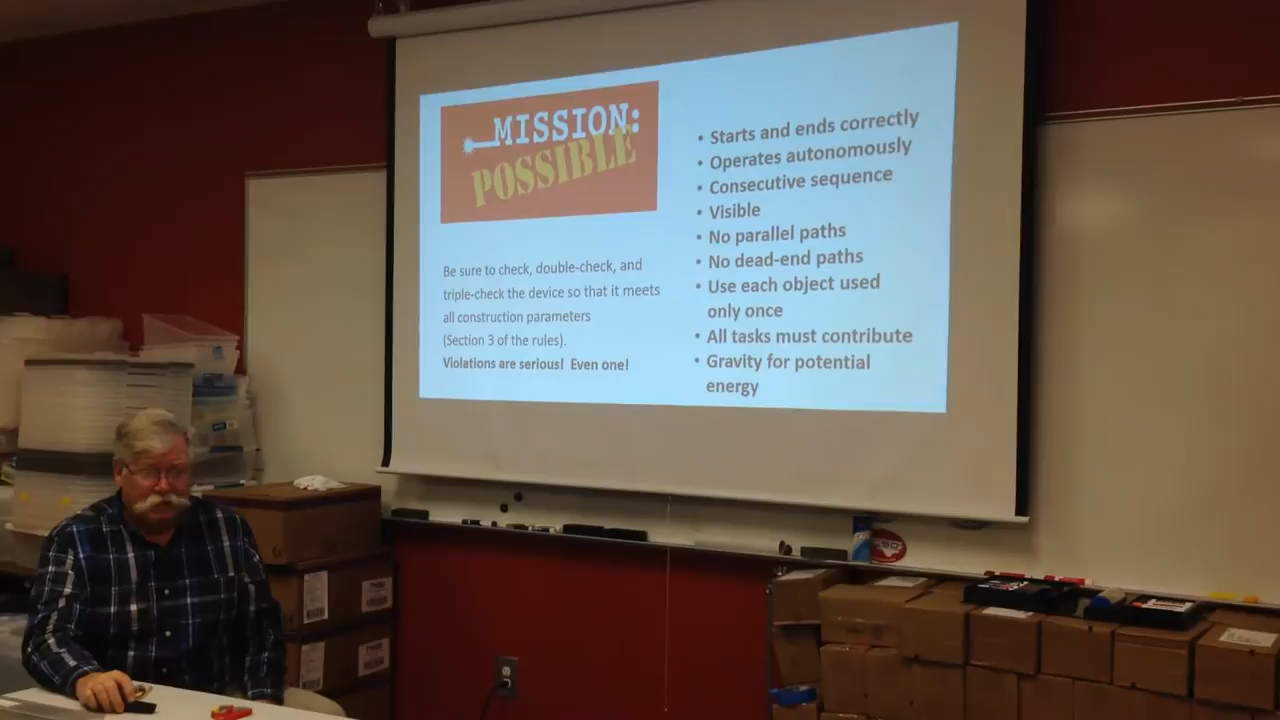 MISSION:
POSSIBLE
Be sure to check, double-check, and
triple-check the device so that it meets
all construction parameters
(Section 3 of the rules).
Violations are serious!  Even one!
• Starts and ends correctly
• Operates autonomously
• Consecutive sequence
• Visible
• No parallel paths
• No dead-end paths
• Use each object used
only once
• All tasks must contribute
• Gravity for potential
energy